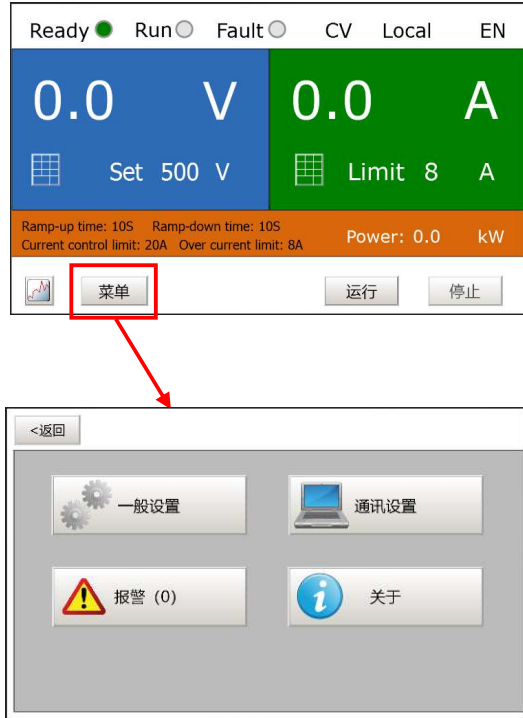 Ready Run Fault CV Local EN
0.0 V 0.0 A
Set 500 V Limit 8 A
Ramp-up time: 10S Ramp-down time: 10S
Current control limit: 20A Over current limit: 8A
Power: 0.0 kW
菜单 运行 停止
<返回
一般设置 通讯设置
报警 (0) 关于